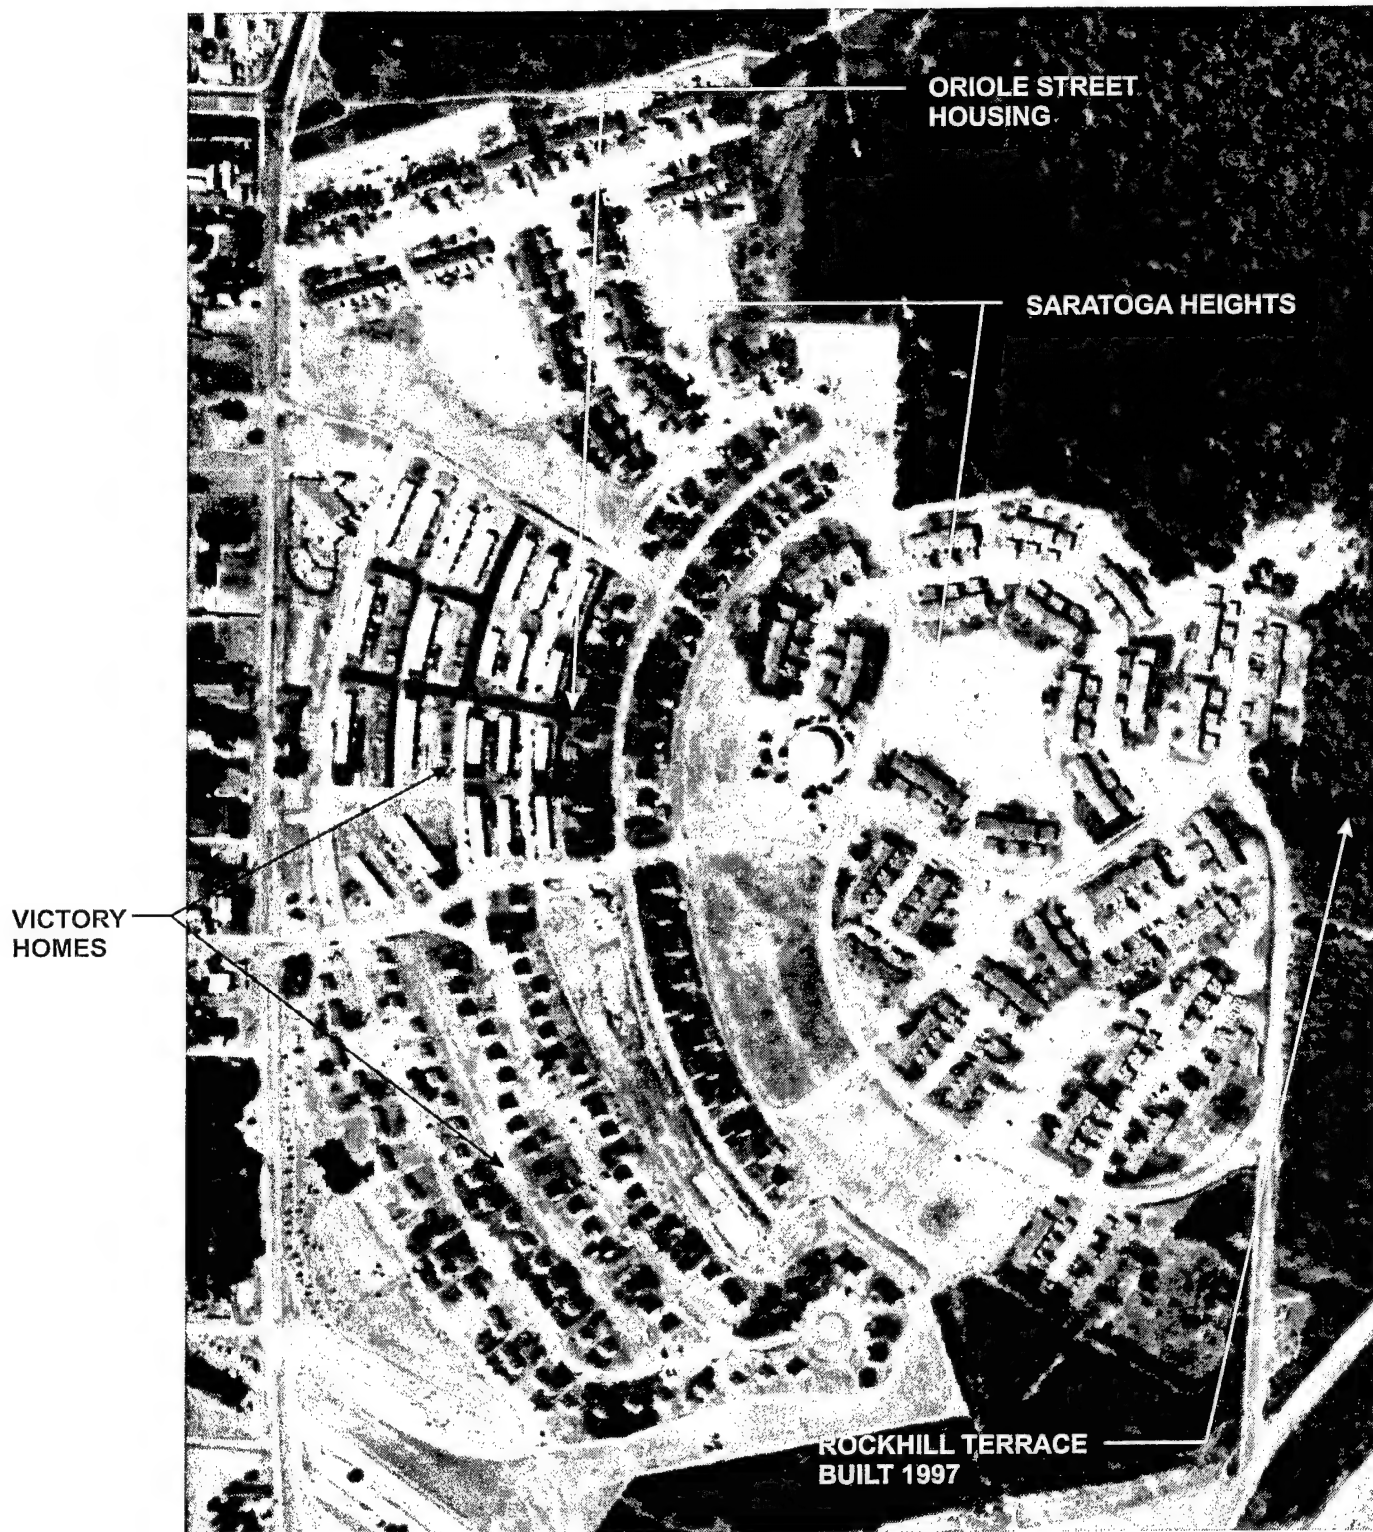 ORIOLE STREET
HOUSING
SARATOGA HEIGHTS
VICTORY
HOMES
ROCKHILL TERRACE
BUILT 1997